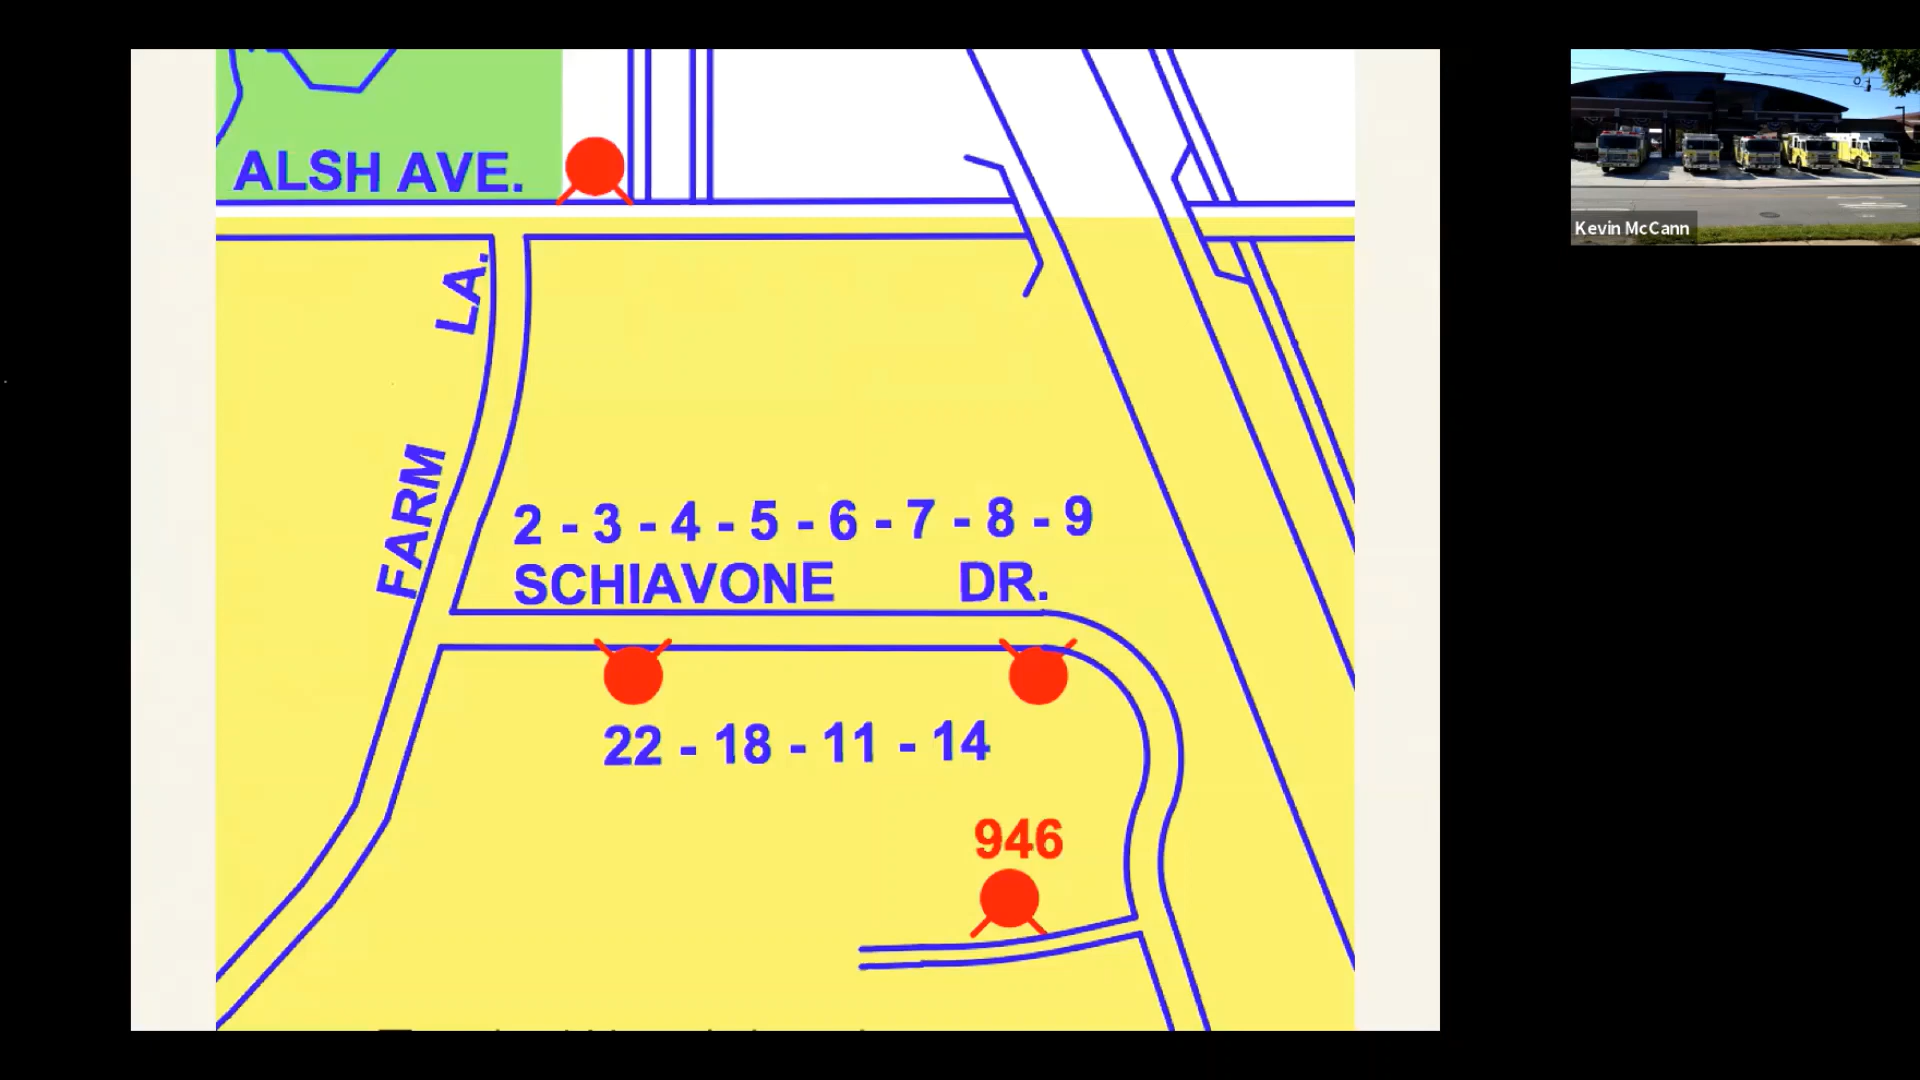 ALSH AVE.
LA.
FARM
2 - 3 - 4 - 5 - 6 - 7 - 8 - 9
SCHIAVONE DR.
22 - 18 - 11 - 14
946
Kevin McCann